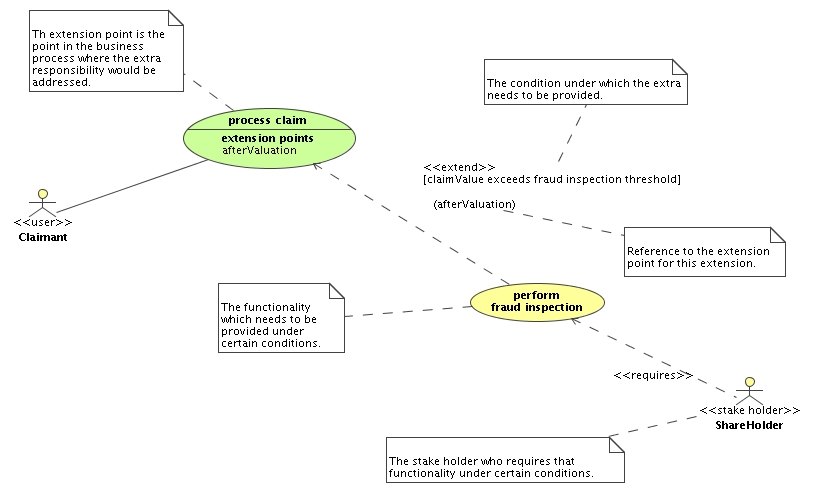 Th extension point is the
point in the business
process where the extra
responsibility would be
addressed.
The condition under which the extra
needs to be provided.
process claim
extension points
afterValuation
<<extend>>
[claimValue exceeds fraud inspection threshold]
(afterValuation)
<<user>>
Claimant
Reference to the extension
point for this extension.
The functionality
which needs to be
provided under
certain conditions.
perform
fraud inspection
<<requires>>
<<stake holder>>
ShareHolder
The stake holder who requires that
functionality under certain conditions.